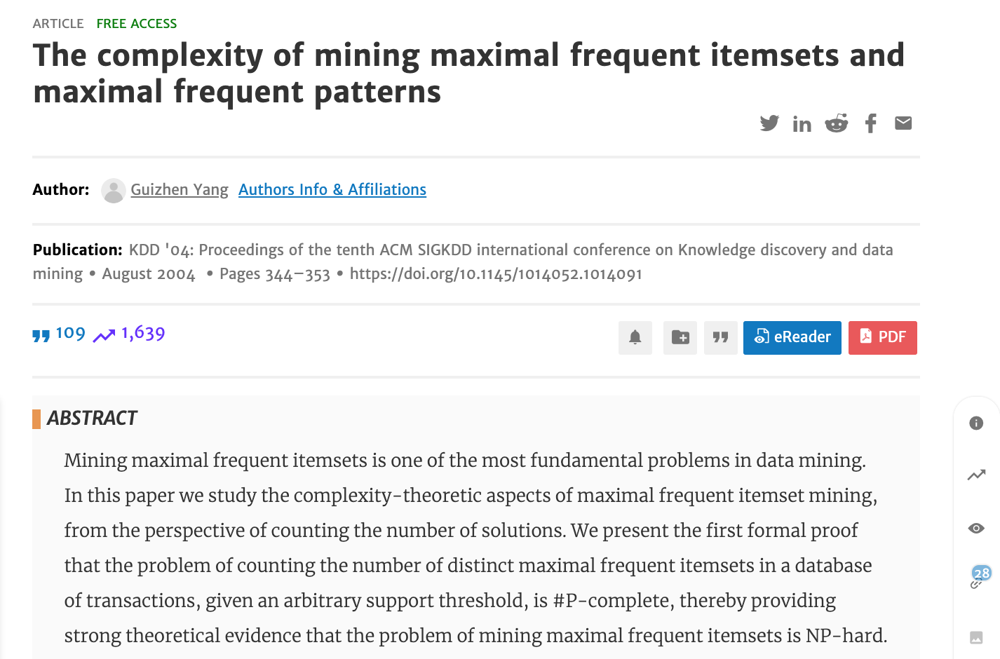 ARTICLE FREE ACCESS
The complexity of mining maximal frequent itemsets and
maximal frequent patterns
Author: Guizhen Yang Authors Info & Affiliations
Publication: KDD '04: Proceedings of the tenth ACM SIGKDD international conference on Knowledge discovery and data
mining • August 2004 • Pages 344–353 • https://doi.org/10.1145/1014052.1014091
109 1,639
eReader PDF
ABSTRACT
Mining maximal frequent itemsets is one of the most fundamental problems in data mining.
In this paper we study the complexity-theoretic aspects of maximal frequent itemset mining,
from the perspective of counting the number of solutions. We present the first formal proof
that the problem of counting the number of distinct maximal frequent itemsets in a database
of transactions, given an arbitrary support threshold, is #P-complete, thereby providing
strong theoretical evidence that the problem of mining maximal frequent itemsets is NP-hard.
28